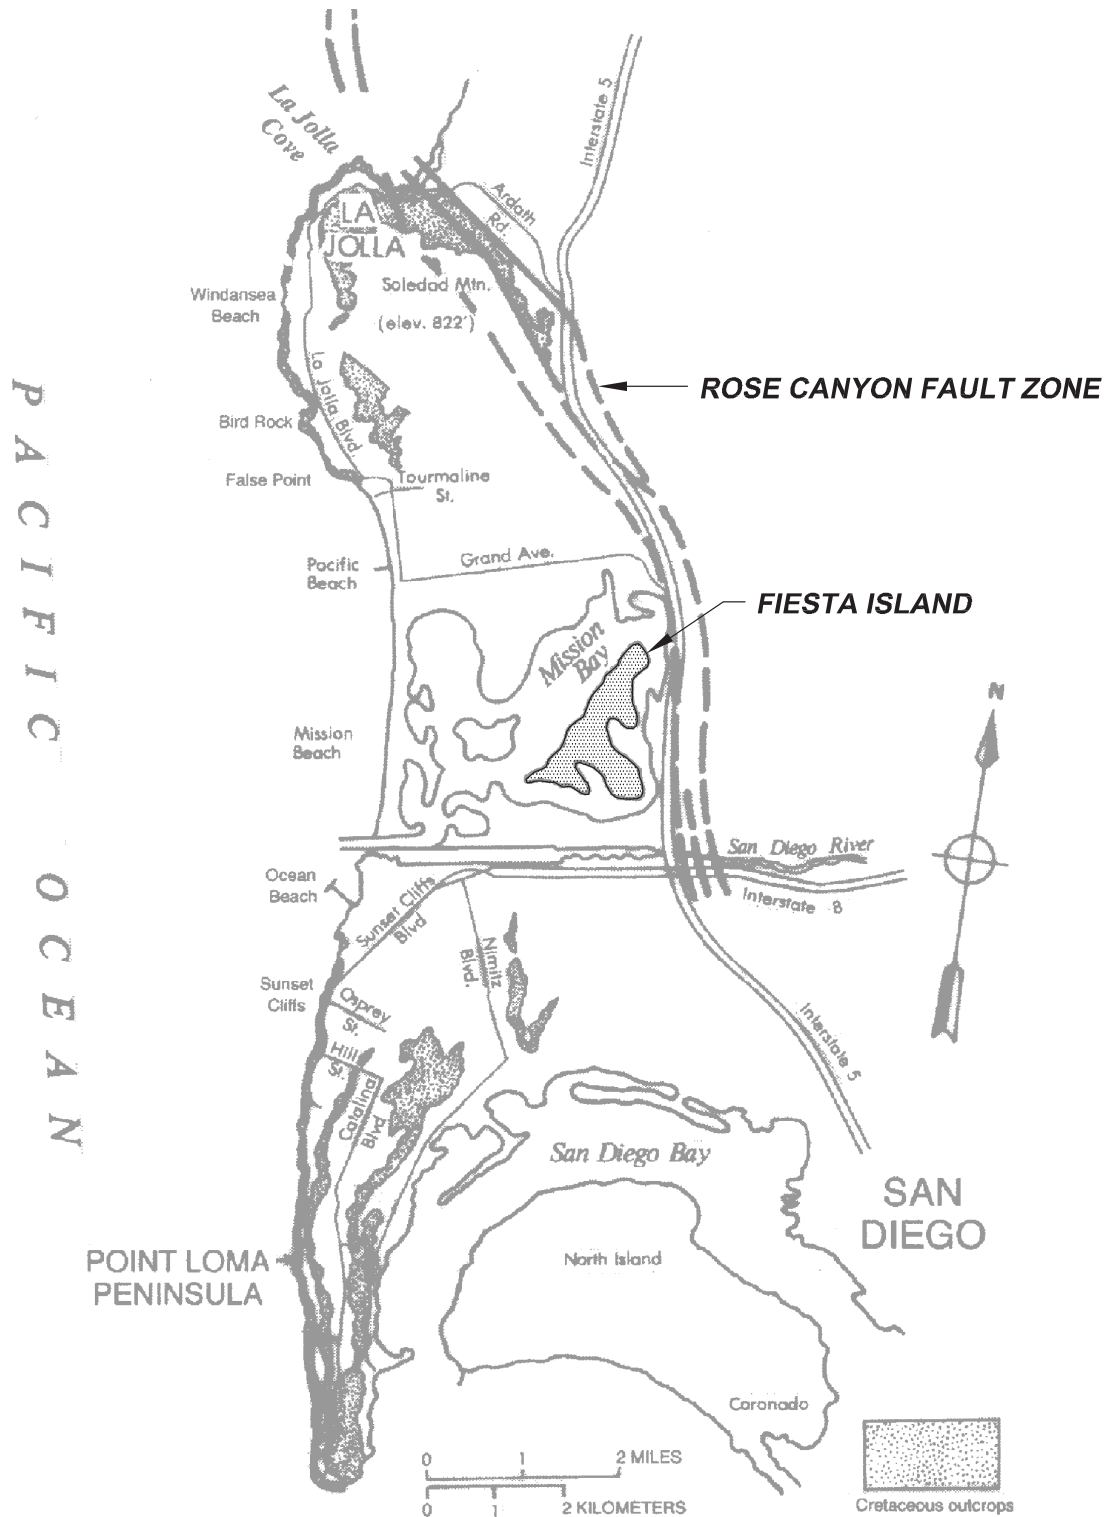 La Jolla
Cove
Interstate 5
Ardath
Rd.
LA
JOLLA
Soledad Mtn.
(elev. 822')
Windansea
Beach
La Jolla Blvd.
ROSE CANYON FAULT ZONE
Bird Rock
False Point
Tourmaline
St.
Grand Ave.
Pacific
Beach
FIESTA ISLAND
Mission
Bay
PACIFIC OCEAN
N
Mission
Beach
San Diego River
Ocean
Beach
Sunset Cliffs
Blvd
Interstate 8
Nimitz
Blvd.
Sunset
Cliffs
Osprey
St.
Hill
St.
Catalina
Blvd.
Interstate 5
San Diego Bay
SAN
DIEGO
POINT LOMA
PENINSULA
North Island
Coronado
0 1 2 MILES
0 1 2 KILOMETERS
Cretaceous outcrops